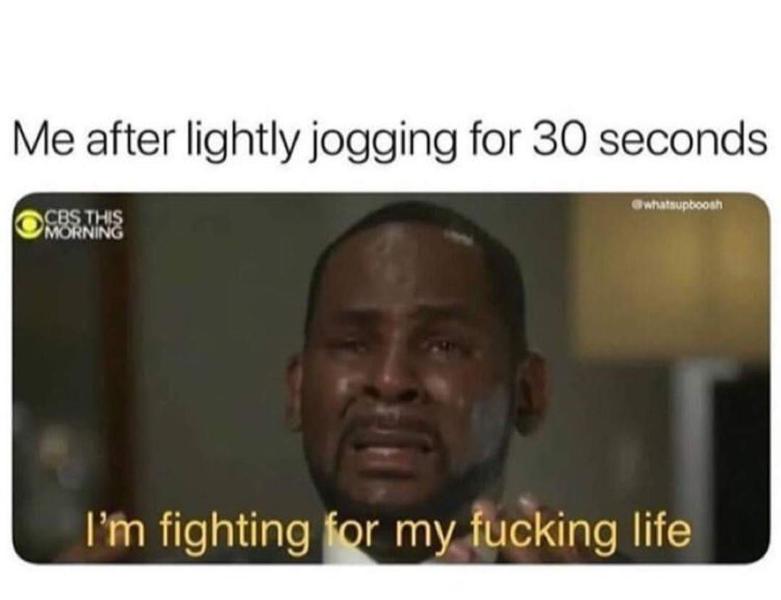 Me after lightly jogging for 30 seconds
CBS THIS
MORNING
@whatsupboosh
I'm fighting for my fucking life